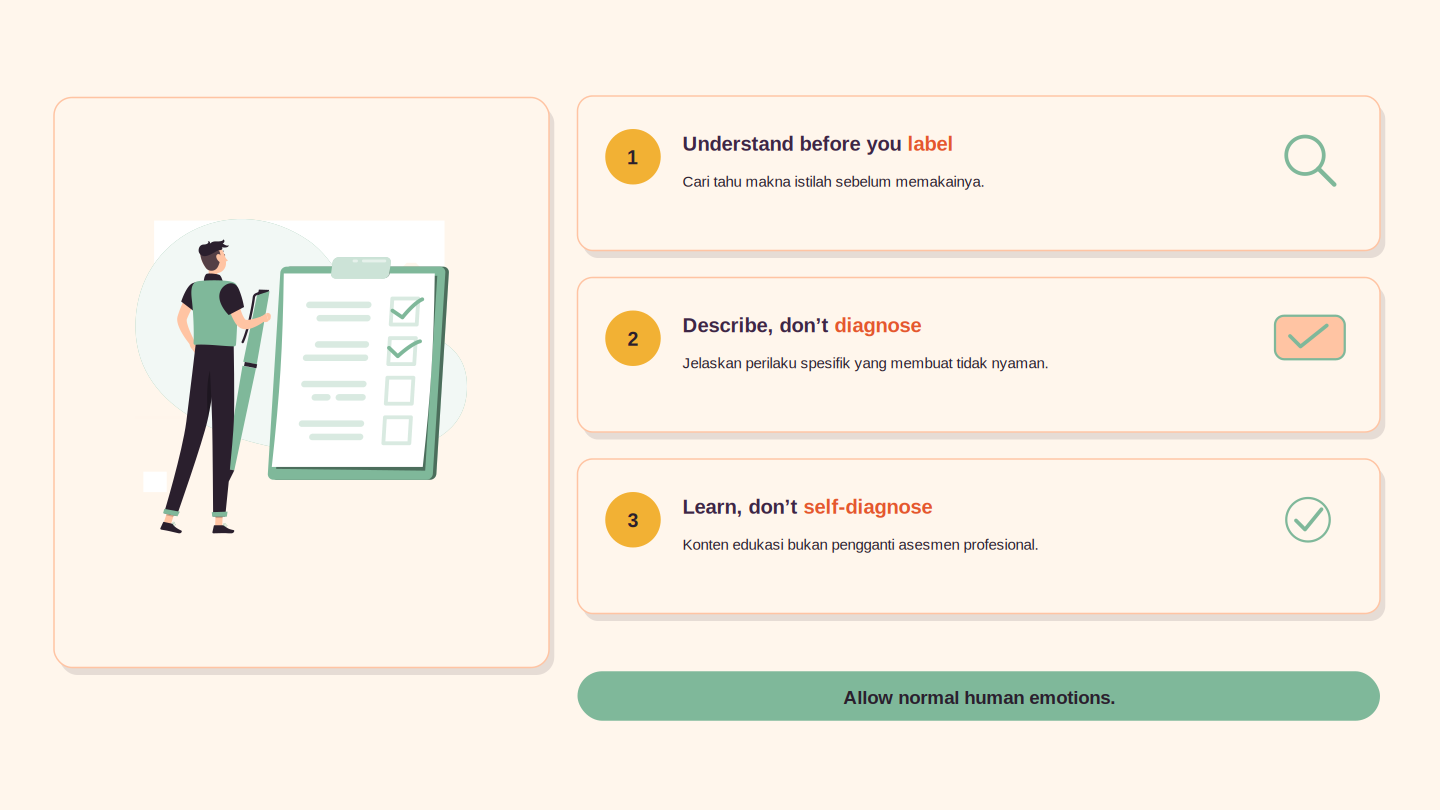 1
Understand before you label
Cari tahu makna istilah sebelum memakainya.
2
Describe, don’t diagnose
Jelaskan perilaku spesifik yang membuat tidak nyaman.
3
Learn, don’t self-diagnose
Konten edukasi bukan pengganti asesmen profesional.
Allow normal human emotions.